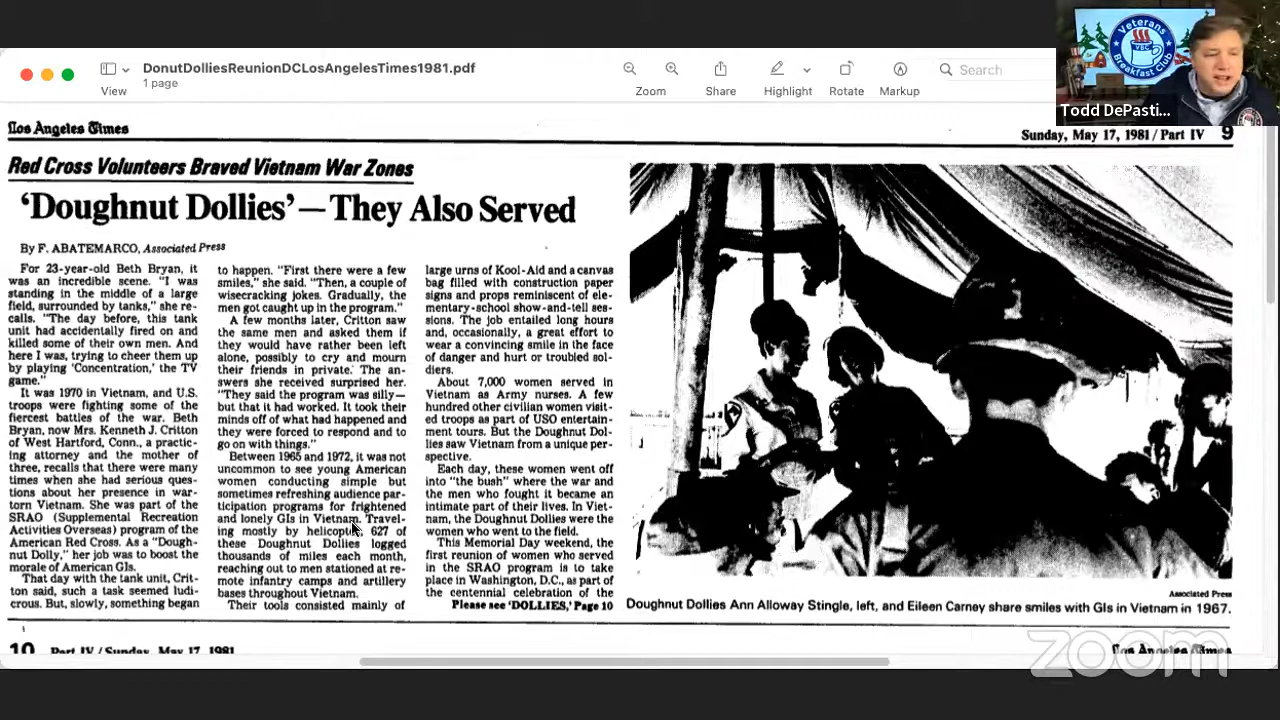 DonutDolliesReunionDCLosAngelesTimes1981.pdf
1 page
View
Zoom
Share
Highlight
Rotate
Markup
Search
Veterans
VBC
Breakfast Club
Todd DePasti...
Los Angeles Times
Sunday, May 17, 1981/Part IV 9
Red Cross Volunteers Braved Vietnam War Zones
‘Doughnut Dollies’—They Also Served
By F. ABATEMARCO, Associated Press
For 23-year-old Beth Bryan, it
was an incredible scene. "I was
standing in the middle of a large
field, surrounded by tanks," she re-
calls. "The day before, this tank
unit had accidentally fired on and
killed some of their own men. And
here I was, trying to cheer them up
by playing 'Concentration,' the TV
game."
It was 1970 in Vietnam, and U.S.
troops were fighting some of the
fiercest battles of the war. Beth
Bryan, now Mrs. Kenneth J. Critton
of West Hartford, Conn., a practic-
ing attorney and the mother of
three, recalls that there were many
times when she had serious ques-
tions about her presence in war-
torn Vietnam. She was part of the
SRAO (Supplemental Recreation
Activities Overseas) program of the
American Red Cross. As a "Dough-
nut Dolly," her job was to boost the
morale of American GIs.
That day with the tank unit, Crit-
ton said, such a task seemed ludi-
crous. But, slowly, something began
to happen. "First there were a few
smiles," she said. "Then, a couple of
wisecracking jokes. Gradually, the
men got caught up in the program."
A few months later, Critton saw
the same men and asked them if
they would have rather been left
alone, possibly to cry and mourn
their friends in private. The an-
swers she received surprised her.
"They said the program was silly—
but that it had worked. It took their
minds off of what had happened and
they were forced to respond and to
go on with things."
Between 1965 and 1972, it was not
uncommon to see young American
women conducting simple but
sometimes refreshing audience par-
ticipation programs for frightened
and lonely GIs in Vietnam. Travel-
ing mostly by helicopter, 627 of
these Doughnut Dollies logged
thousands of miles each month,
reaching out to men stationed at re-
mote infantry camps and artillery
bases throughout Vietnam.
Their tools consisted mainly of
large urns of Kool-Aid and a canvas
bag filled with construction paper
signs and props reminiscent of ele-
mentary-school show-and-tell ses-
sions. The job entailed long hours
and, occasionally, a great effort to
wear a convincing smile in the face
of danger and hurt or troubled sol-
diers.
About 7,000 women served in
Vietnam as Army nurses. A few
hundred other civilian women visit-
ed troops as part of USO entertain-
ment tours. But the Doughnut Dol-
lies saw Vietnam from a unique per-
spective.
Each day, these women went off
into "the bush" where the war and
the men who fought it became an
intimate part of their lives. In Viet-
nam, the Doughnut Dollies were the
women who went to the field.
This Memorial Day weekend, the
first reunion of women who served
in the SRAO program is to take
place in Washington, D.C., as part of
the centennial celebration of the
Please see 'DOLLIES,' Page 10
Associated Press
Doughnut Dollies Ann Alloway Stingle, left, and Eileen Carney share smiles with GIs in Vietnam in 1967.
10 Part IV/Sunday, May 17, 1981
Los Angeles Times
zoom